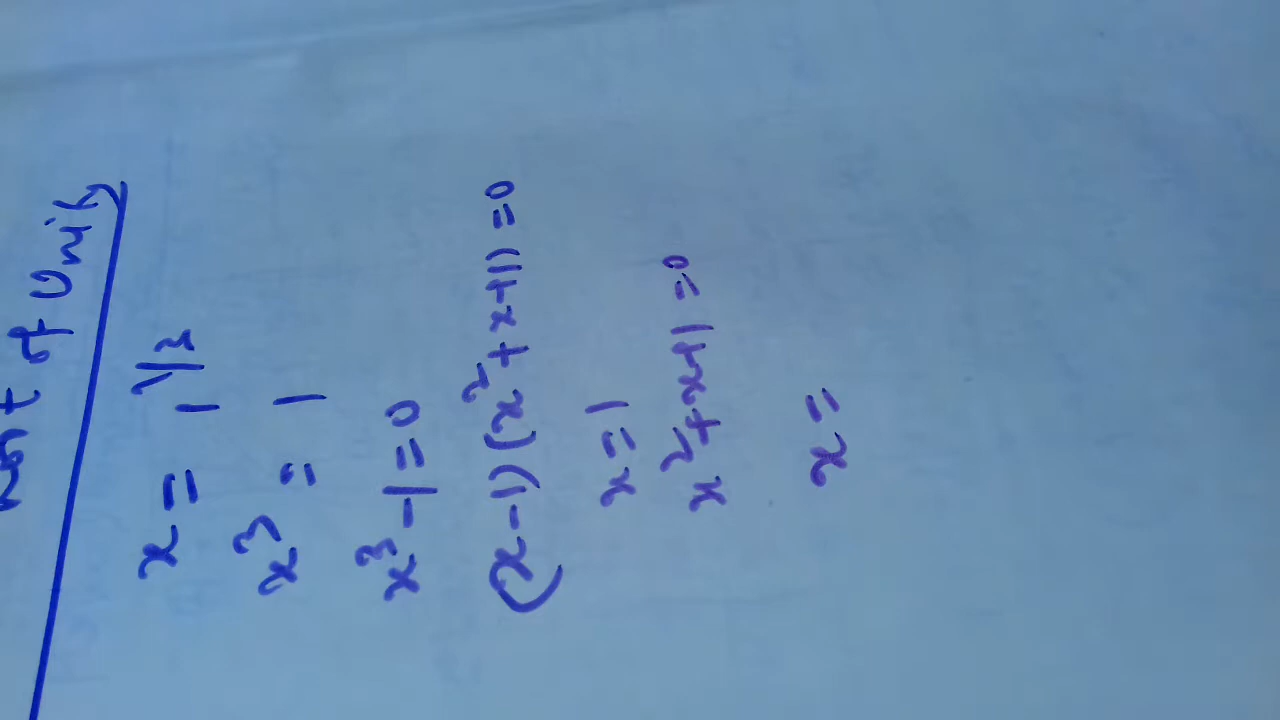 of Unity
x = 1^1/3
x³ = 1
x³ - 1 = 0
(x-1)(x²+x+1) = 0
x = 1
x²+x+1 = 0
x =